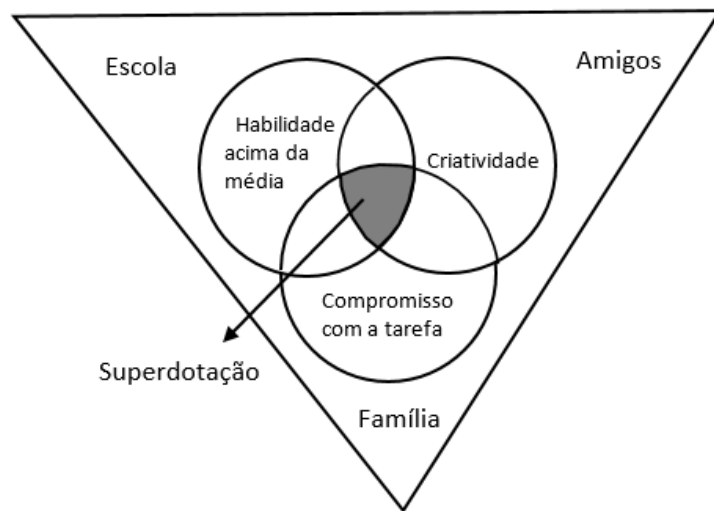 Escola
Amigos
Habilidade
acima da
média
Criatividade
Compromisso
com a tarefa
Superdotação
Família